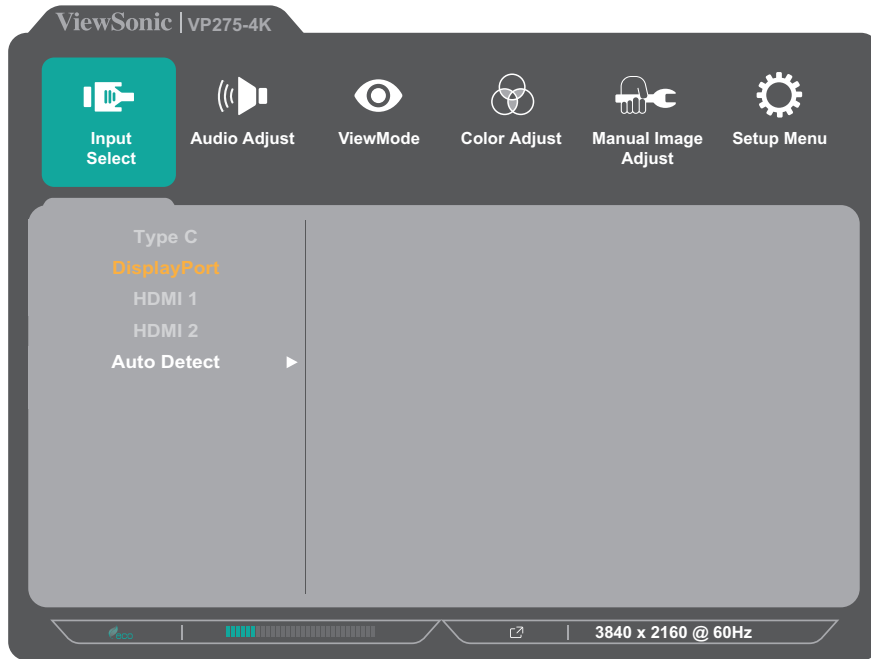 ViewSonic | VP275-4K
Input
Select
Audio Adjust
ViewMode
Color Adjust
Manual Image
Adjust
Setup Menu
Type C
DisplayPort
HDMI 1
HDMI 2
Auto Detect
eco
3840 x 2160 @ 60Hz